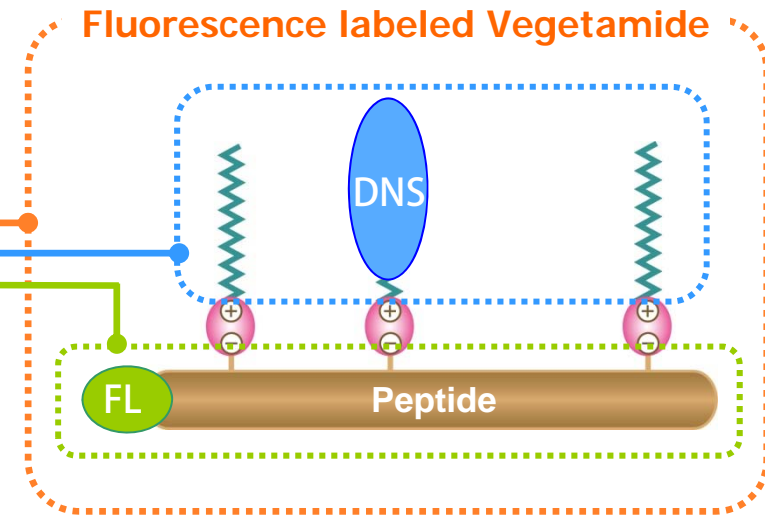 Fluorescence labeled Vegetamide
DNS
+ + +
− − −
FL
Peptide